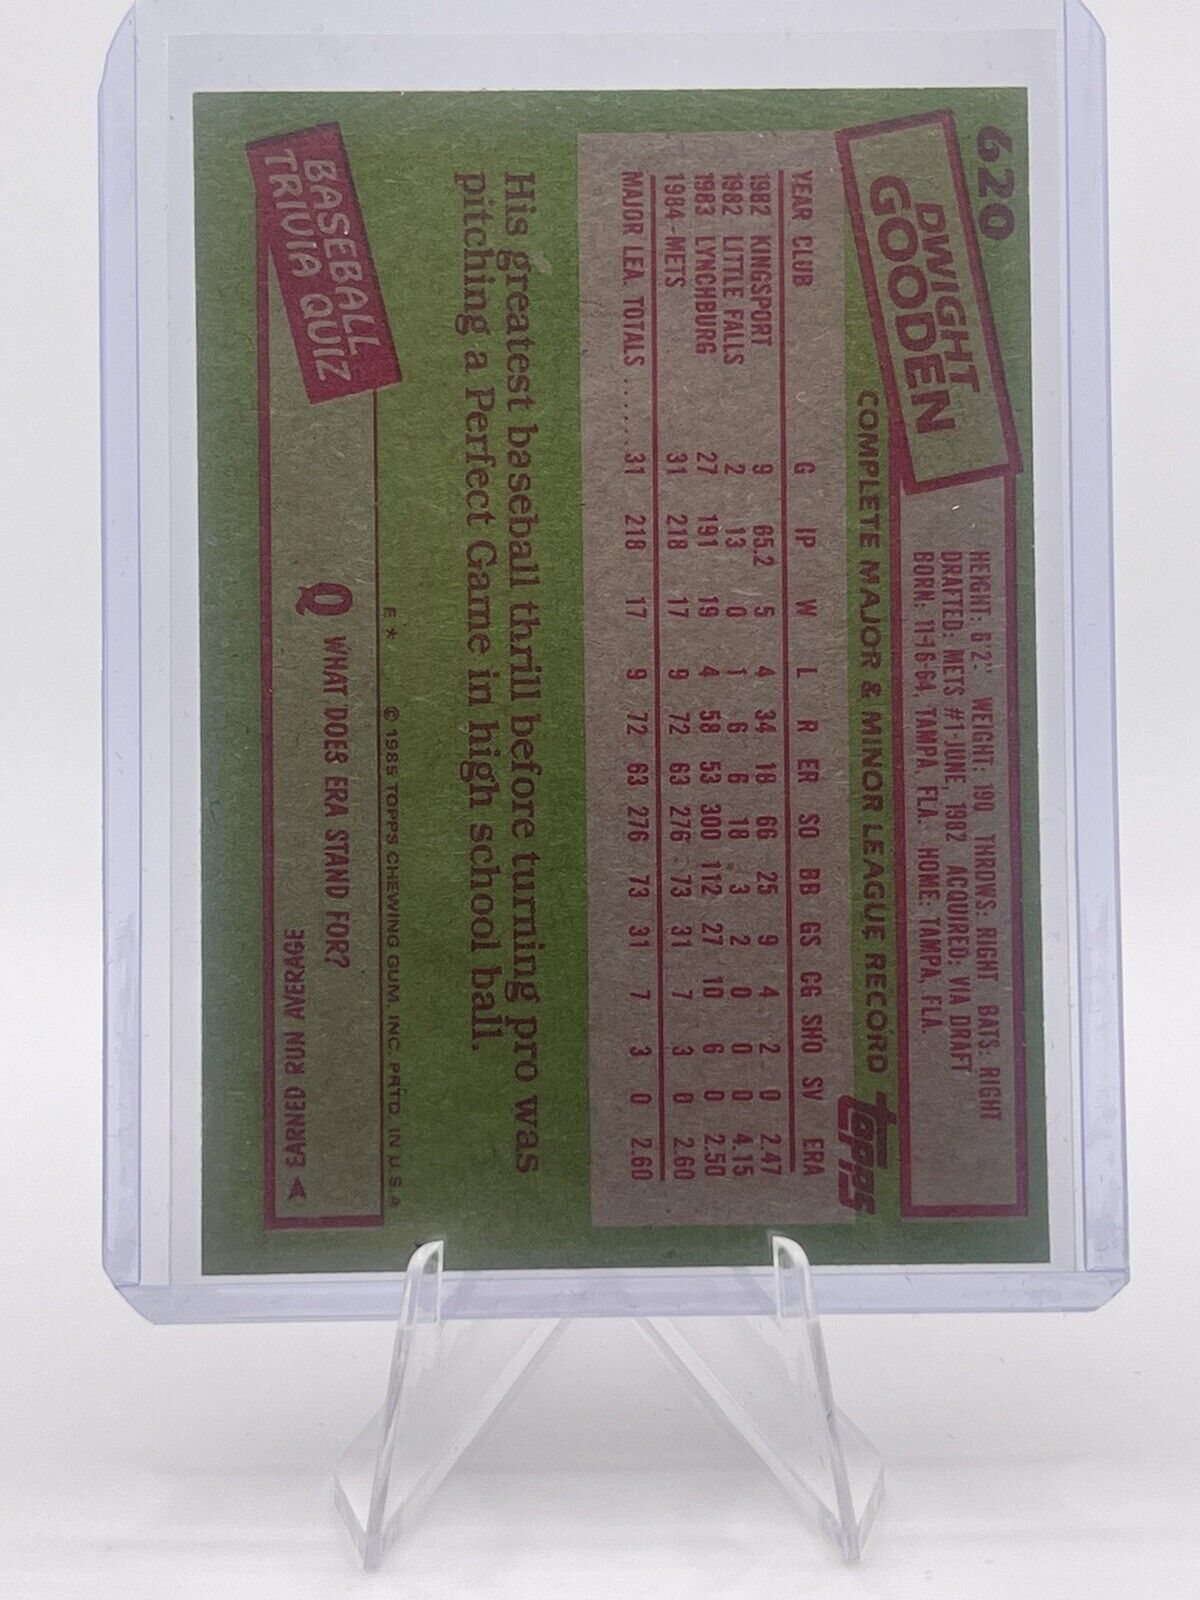 620
DWIGHT
GOODEN
HEIGHT: 6'2" WEIGHT: 190 THROWS: RIGHT BATS: RIGHT
DRAFTED: METS #1-JUNE, 1982 ACQUIRED: VIA DRAFT
BORN: 11-16-64, TAMPA, FLA. HOME: TAMPA, FLA.
COMPLETE MAJOR & MINOR LEAGUE RECORD
topps
YEAR CLUB G IP W L R ER SO BB GS CG SHO SV ERA
1982 KINGSPORT 9 65.2 5 4 34 18 66 25 9 4 2 0 2.47
1982 LITTLE FALLS 2 13 0 1 6 6 18 3 2 0 0 0 4.15
1983 LYNCHBURG 27 191 19 4 58 53 300 112 27 10 6 0 2.50
1984 METS 31 218 17 9 72 63 276 73 31 7 3 0 2.60
MAJOR LEA. TOTALS ...... 31 218 17 9 72 63 276 73 31 7 3 0 2.60
His greatest baseball thrill before turning pro was
pitching a Perfect Game in high school ball.
E* © 1985 TOPPS CHEWING GUM, INC. PRTD. IN U.S.A.
BASEBALL
TRIVIA QUIZ
Q WHAT DOES ERA STAND FOR?
EARNED RUN AVERAGE